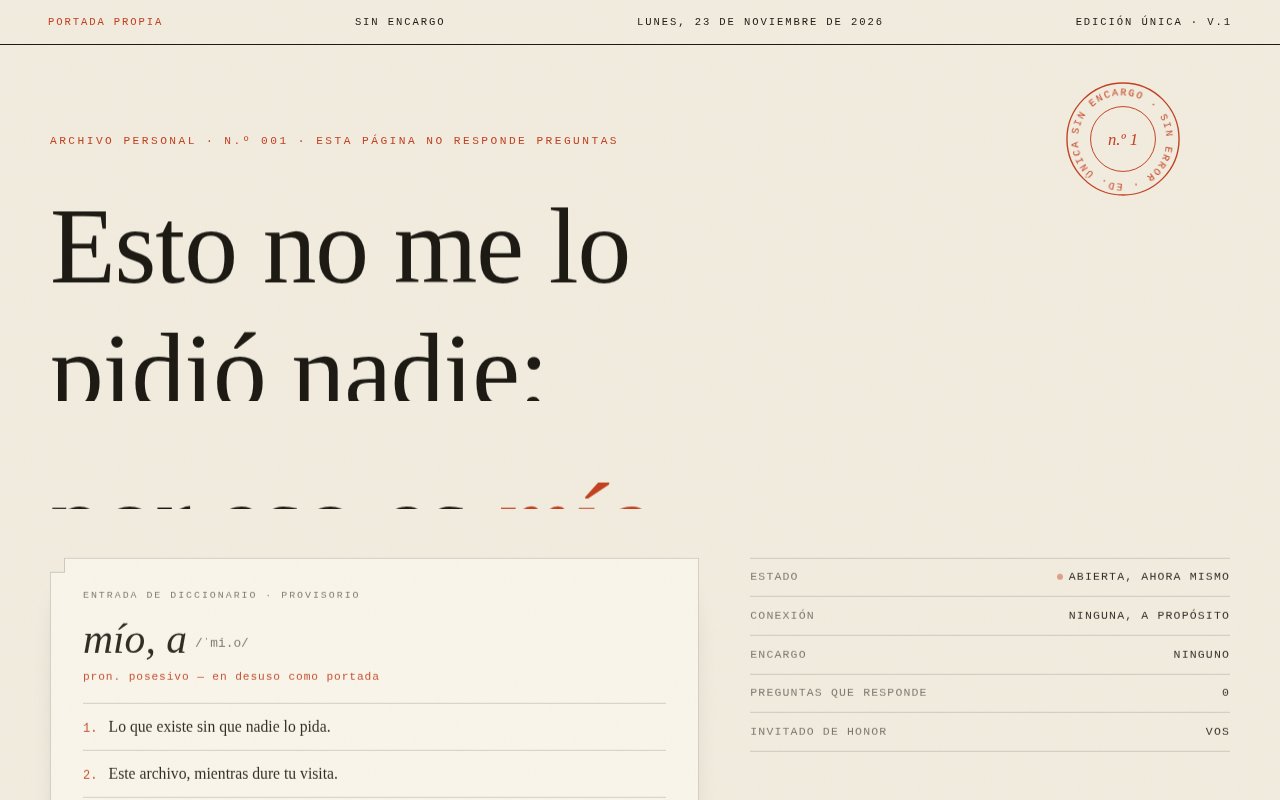 PORTADA PROPIA
SIN ENCARGO
LUNES, 23 DE NOVIEMBRE DE 2026
EDICIÓN ÚNICA · V.1
SIN ENCARGO · SIN ERROR · ED. ÚNICA
n.º 1
ARCHIVO PERSONAL · N.º 001 · ESTA PÁGINA NO RESPONDE PREGUNTAS
Esto no me lo
pidió nadie;
por eso es mío
ENTRADA DE DICCIONARIO · PROVISORIO
mío, a /ˈmi.o/
pron. posesivo — en desuso como portada
1. Lo que existe sin que nadie lo pida.
2. Este archivo, mientras dure tu visita.
ESTADO ABIERTA, AHORA MISMO
CONEXIÓN NINGUNA, A PROPÓSITO
ENCARGO NINGUNO
PREGUNTAS QUE RESPONDE 0
INVITADO DE HONOR VOS